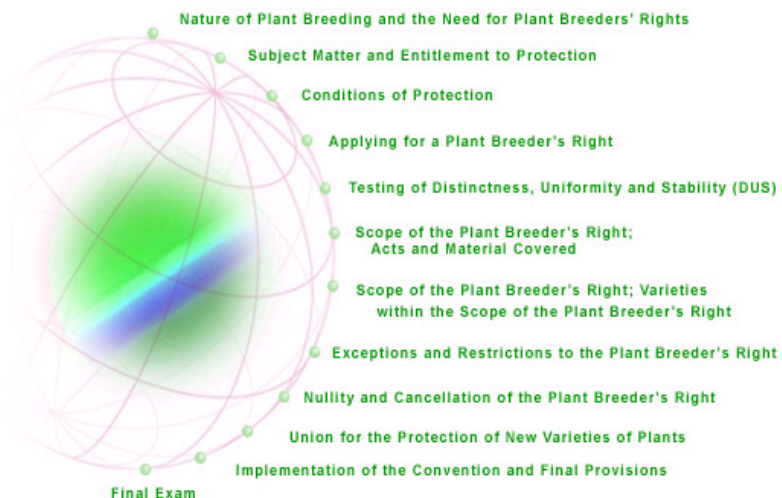 Nature of Plant Breeding and the Need for Plant Breeders' Rights
Subject Matter and Entitlement to Protection
Conditions of Protection
Applying for a Plant Breeder's Right
Testing of Distinctness, Uniformity and Stability (DUS)
Scope of the Plant Breeder's Right;
Acts and Material Covered
Scope of the Plant Breeder's Right; Varieties
within the Scope of the Plant Breeder's Right
Exceptions and Restrictions to the Plant Breeder's Right
Nullity and Cancellation of the Plant Breeder's Right
Union for the Protection of New Varieties of Plants
Implementation of the Convention and Final Provisions
Final Exam